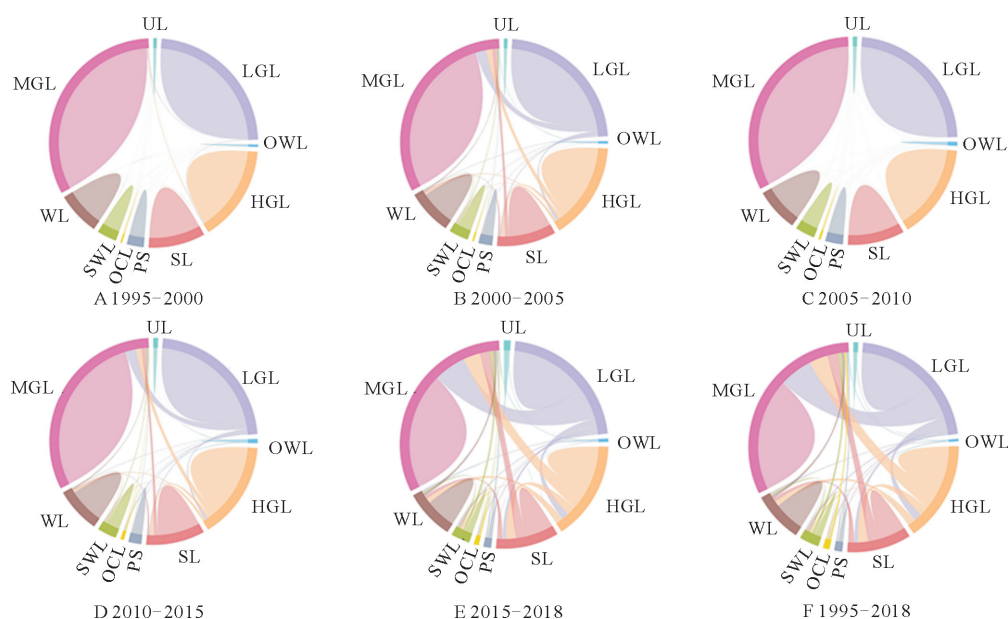 UL
LGL
OWL
HGL
SL
PS
OCL
SWL
WL
MGL
A 1995−2000
UL
LGL
OWL
HGL
SL
PS
OCL
SWL
WL
MGL
B 2000−2005
UL
LGL
OWL
HGL
SL
PS
OCL
SWL
WL
MGL
C 2005−2010
UL
LGL
OWL
HGL
SL
PS
OCL
SWL
WL
MGL
D 2010−2015
UL
LGL
OWL
HGL
SL
PS
OCL
SWL
WL
MGL
E 2015−2018
UL
LGL
OWL
HGL
SL
PS
OCL
SWL
WL
MGL
F 1995−2018